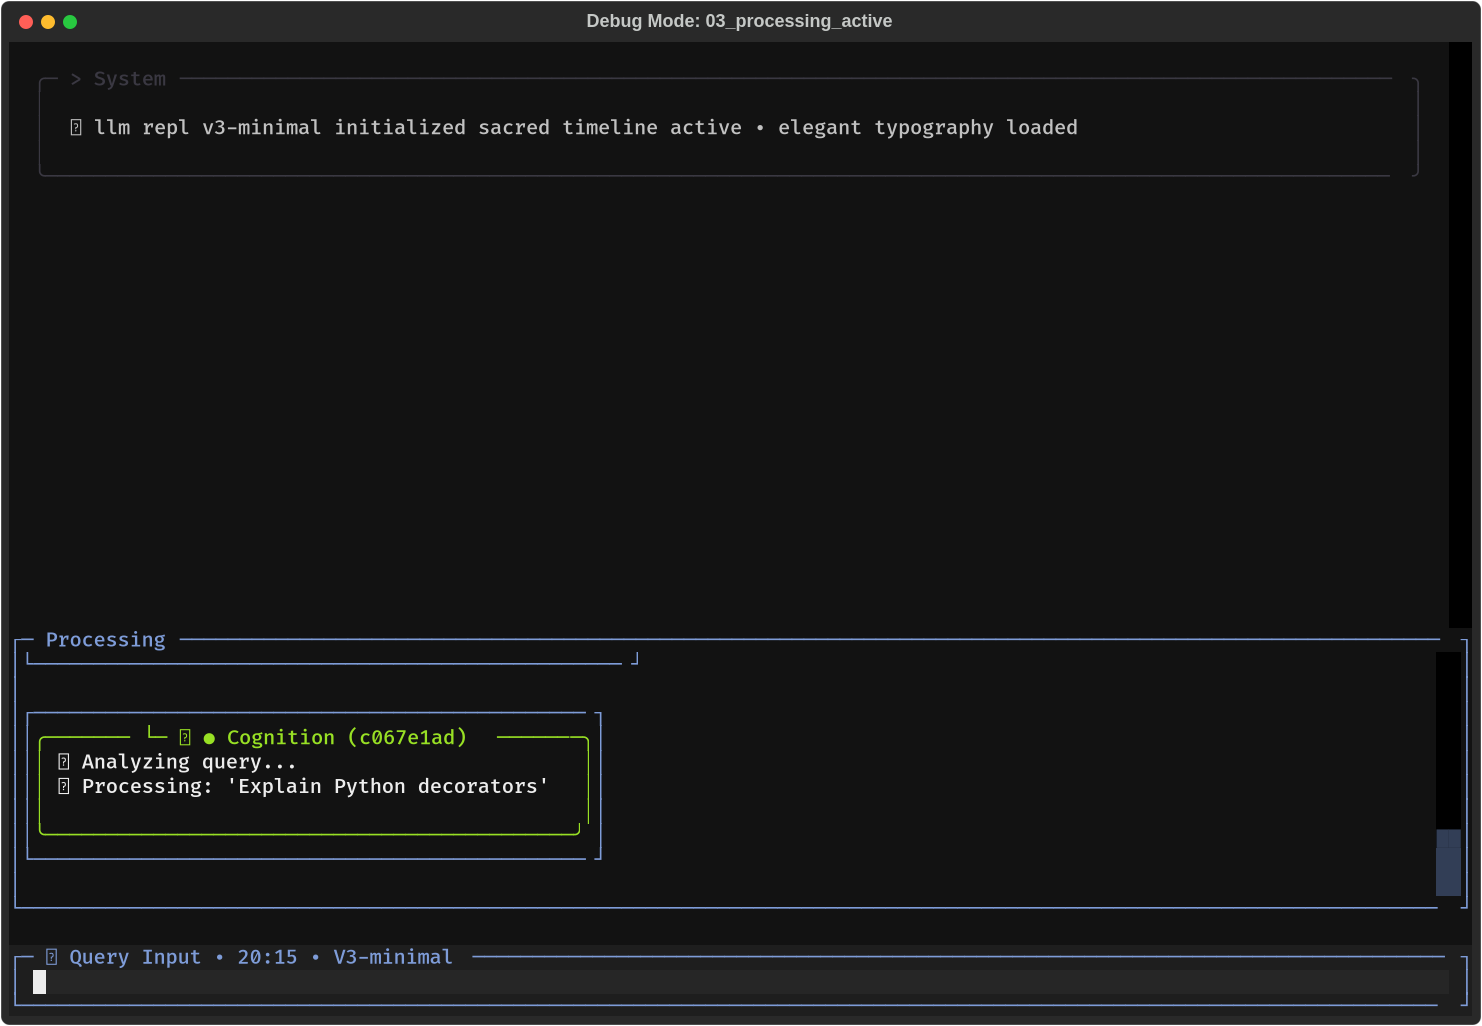 Debug Mode: 03_processing_active
> System
llm repl v3-minimal initialized sacred timeline active • elegant typography loaded
Processing
● Cognition (c067e1ad)
Analyzing query...
Processing: 'Explain Python decorators'
Query Input • 20:15 • V3-minimal